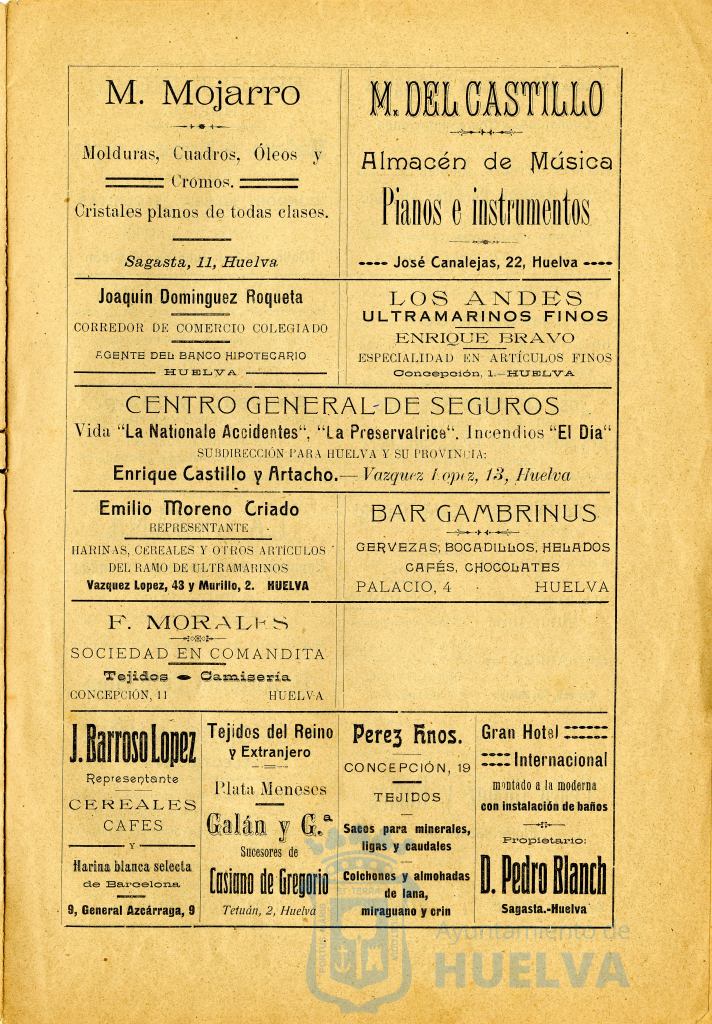 M. Mojarro
Molduras, Cuadros, Óleos y
Cromos.
Cristales planos de todas clases.
Sagasta, 11, Huelva
M. DEL CASTILLO
Almacén de Música
Pianos e instrumentos
José Canalejas, 22, Huelva
Joaquín Dominguez Roqueta
CORREDOR DE COMERCIO COLEGIADO
AGENTE DEL BANCO HIPOTECARIO
HUELVA
LOS ANDES
ULTRAMARINOS FINOS
ENRIQUE BRAVO
ESPECIALIDAD EN ARTÍCULOS FINOS
Concepción, 1.-HUELVA
CENTRO GENERAL DE SEGUROS
Vida "La Nationale Accidentes", "La Preservatrice". Incendios "El Día"
SUBDIRECCIÓN PARA HUELVA Y SU PROVINCIA:
Enrique Castillo y Artacho.—Vazquez Lopez, 13, Huelva
Emilio Moreno Criado
REPRESENTANTE
HARINAS, CEREALES Y OTROS ARTÍCULOS
DEL RAMO DE ULTRAMARINOS
Vazquez Lopez, 43 y Murillo, 2. HUELVA
BAR GAMBRINUS
CERVEZAS, BOCADILLOS, HELADOS
CAFÉS, CHOCOLATES
PALACIO, 4 HUELVA
F. MORALES
SOCIEDAD EN COMANDITA
Tejidos - Camisería
CONCEPCIÓN, 11 HUELVA
J. Barroso Lopez
Representante
CEREALES
CAFES
Y
Harina blanca selecta
de Barcelona
9, General Azcárraga, 9
Tejidos del Reino
y Extranjero
Plata Meneses
Galán y C.ª
Sucesores de
Casiano de Gregorio
Tetuán, 2, Huelva
Perez Hnos.
CONCEPCIÓN, 19
TEJIDOS
Sacos para minerales,
ligas y caudales
Colchones y almohadas
de lana,
miraguano y crin
Gran Hotel
Internacional
montado a la moderna
con instalación de baños
Propietario:
D. Pedro Blanch
Sagasta.-Huelva
Ayuntamiento de
HUELVA